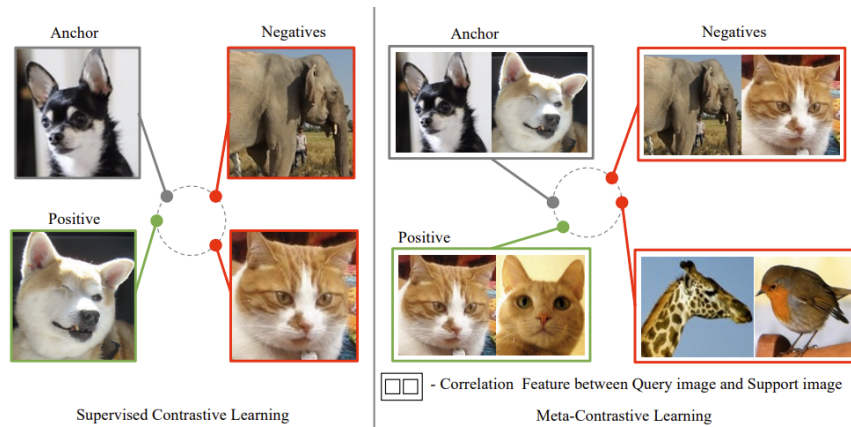 Anchor
Negatives
Positive
Supervised Contrastive Learning
Anchor
Negatives
Positive
- Correlation Feature between Query image and Support image
Meta-Contrastive Learning